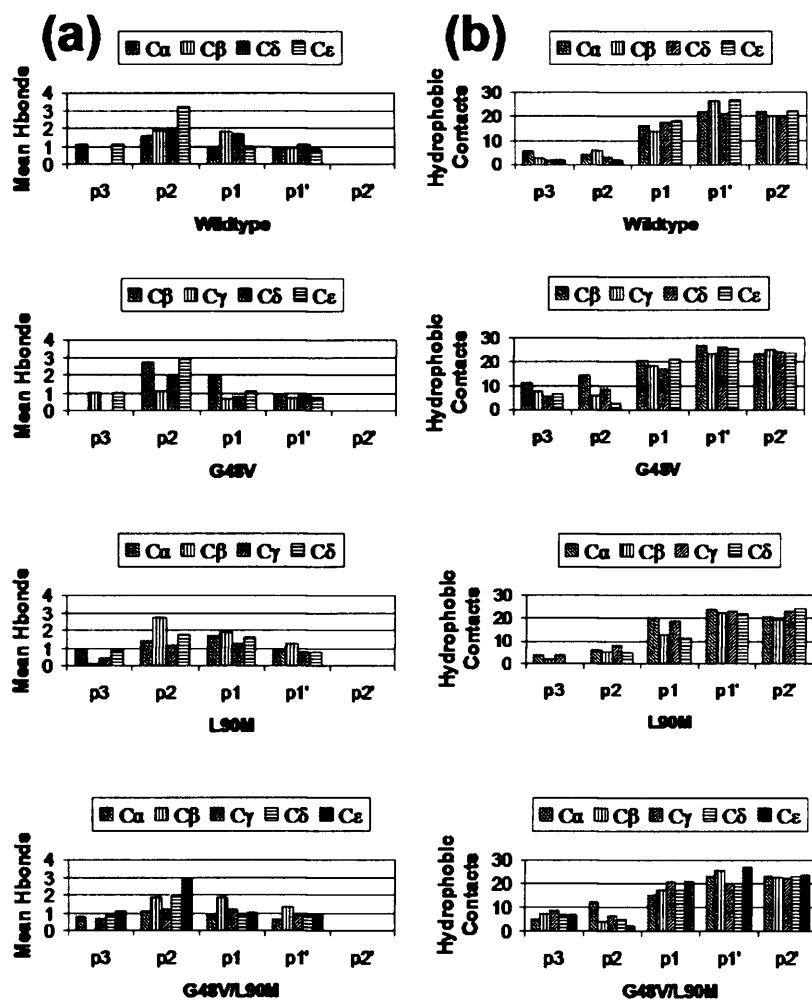 (a)
Cα Cβ Cδ Cε
Mean Hbonds
4
3
2
1
0
p3 p2 p1 p1' p2'
Wildtype
Cβ Cγ Cδ Cε
Mean Hbonds
4
3
2
1
0
p3 p2 p1 p1' p2'
G48V
Cα Cβ Cγ Cδ
Mean Hbonds
4
3
2
1
0
p3 p2 p1 p1' p2'
L90M
Cα Cβ Cγ Cδ Cε
Mean Hbonds
4
3
2
1
0
p3 p2 p1 p1' p2'
G48V/L90M
(b)
Cα Cβ Cδ Cε
Hydrophobic
Contacts
30
20
10
0
p3 p2 p1 p1' p2'
Wildtype
Cβ Cγ Cδ Cε
Hydrophobic
Contacts
30
20
10
0
p3 p2 p1 p1' p2'
G48V
Cα Cβ Cγ Cδ
Hydrophobic
Contacts
30
20
10
0
p3 p2 p1 p1' p2'
L90M
Cα Cβ Cγ Cδ Cε
Hydrophobic
Contacts
30
20
10
0
p3 p2 p1 p1' p2'
G48V/L90M